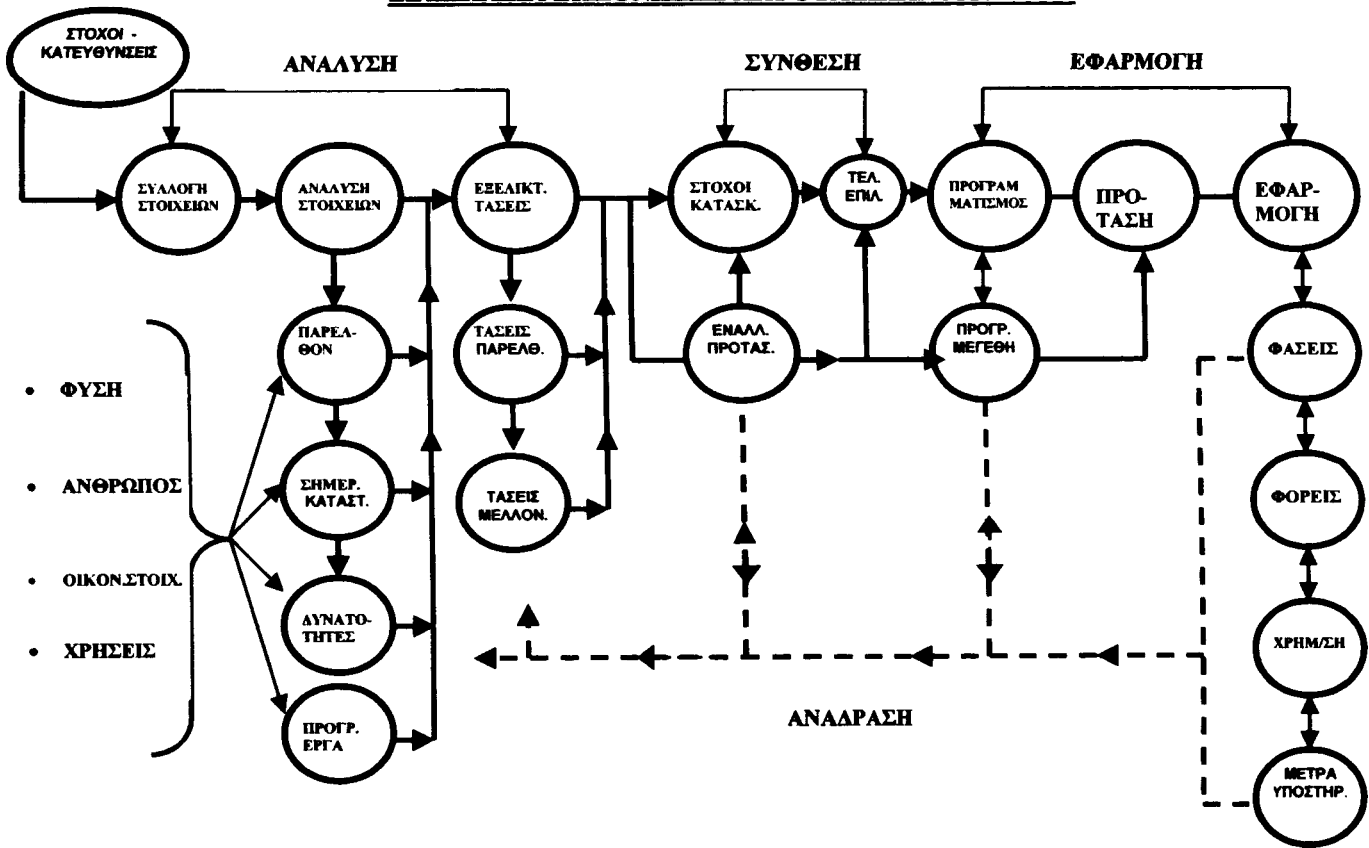 ΣΤΟΧΟΙ -
ΚΑΤΕΥΘΥΝΣΕΙΣ
ΑΝΑΛΥΣΗ
ΣΥΝΘΕΣΗ
ΕΦΑΡΜΟΓΗ
ΣΥΛΛΟΓΗ
ΣΤΟΙΧΕΙΩΝ
ΑΝΑΛΥΣΗ
ΣΤΟΙΧΕΙΩΝ
ΕΞΕΛΙΚΤ.
ΤΑΣΕΙΣ
ΣΤΟΧΟΙ
ΚΑΤΑΣΚ.
ΤΕΛ.
ΕΠΙΛ.
ΠΡΟΓΡΑΜ
ΜΑΤΙΣΜΟΣ
ΠΡΟ-
ΤΑΣΗ
ΕΦΑΡ-
ΜΟΓΗ
ΠΑΡΕΛ-
ΘΟΝ
ΤΑΣΕΙΣ
ΠΑΡΕΛΘ.
ΕΝΑΛΛ.
ΠΡΟΤΑΣ.
ΠΡΟΓΡ.
ΜΕΓΕΘΗ
ΦΑΣΕΙΣ
• ΦΥΣΗ
• ΑΝΘΡΩΠΟΣ
• ΟΙΚΟΝ.ΣΤΟΙΧ.
• ΧΡΗΣΕΙΣ
ΣΗΜΕΡ.
ΚΑΤΑΣΤ.
ΤΑΣΕΙΣ
ΜΕΛΛΟΝ.
ΦΟΡΕΙΣ
ΔΥΝΑΤΟ-
ΤΗΤΕΣ
ΧΡΗΜ/ΣΗ
ΠΡΟΓΡ.
ΕΡΓΑ
ΑΝΑΔΡΑΣΗ
ΜΕΤΡΑ
ΥΠΟΣΤΗΡ.